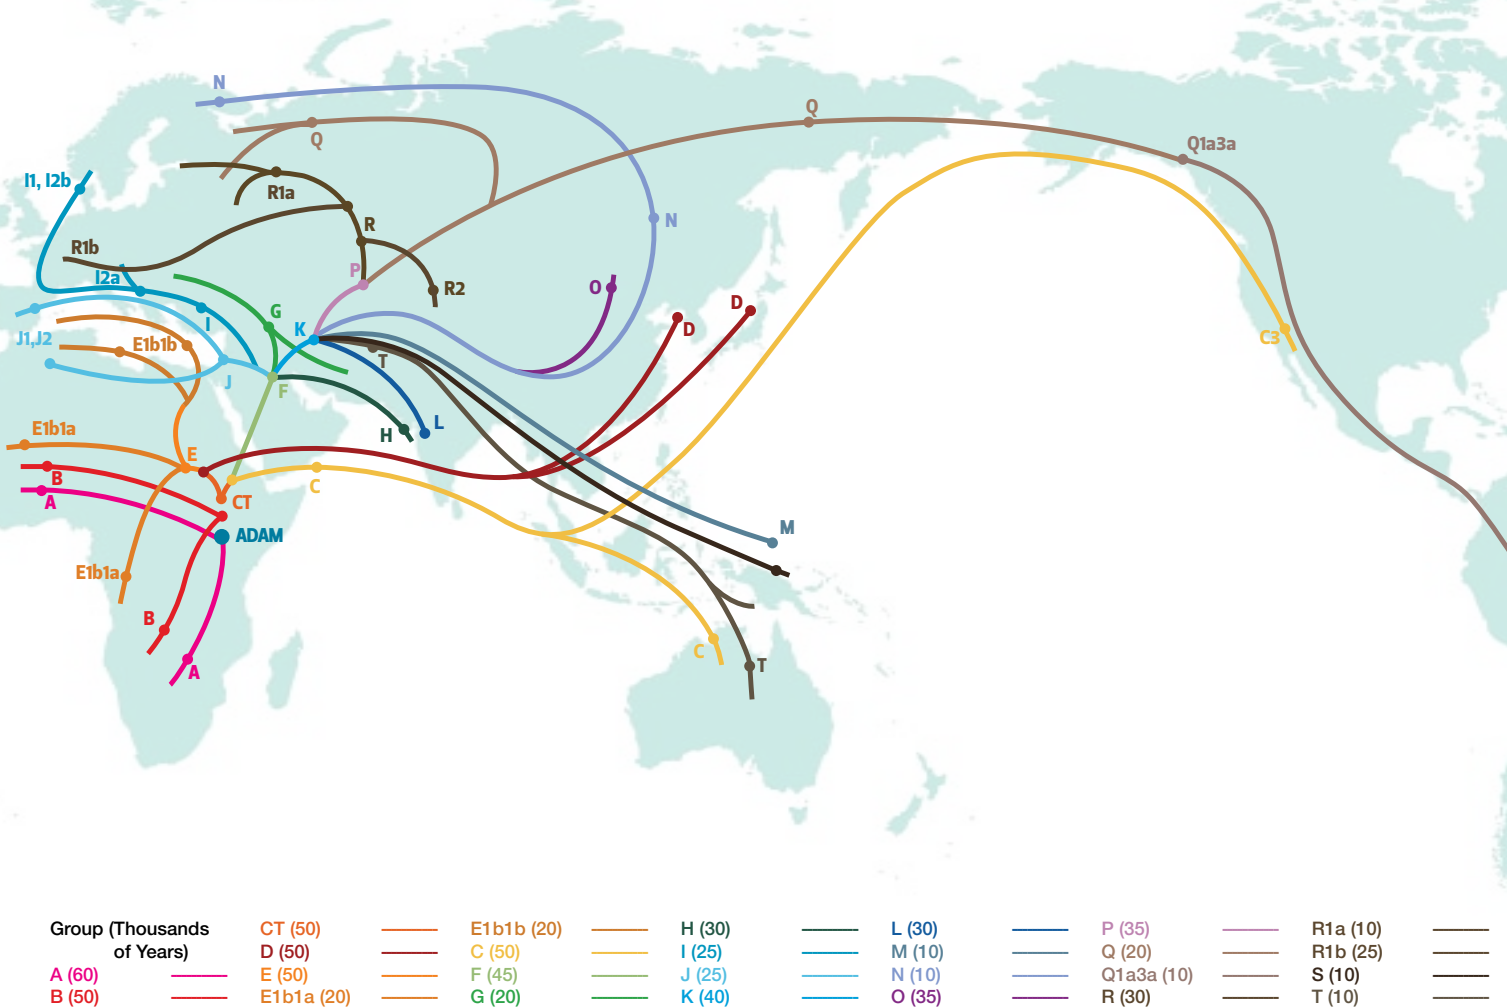 N
Q
Q
Q1a3a
I1, I2b
R1a
R
N
R1b
P
I2a
R2
O
G
D
D
I
K
J1,J2
E1b1b
C3
T
J
F
E1b1a
H
L
E
B
C
A
CT
M
ADAM
E1b1a
B
C
T
A
Group (Thousands
of Years)
A (60)
B (50)
CT (50)
D (50)
E (50)
E1b1a (20)
E1b1b (20)
C (50)
F (45)
G (20)
H (30)
I (25)
J (25)
K (40)
L (30)
M (10)
N (10)
O (35)
P (35)
Q (20)
Q1a3a (10)
R (30)
R1a (10)
R1b (25)
S (10)
T (10)